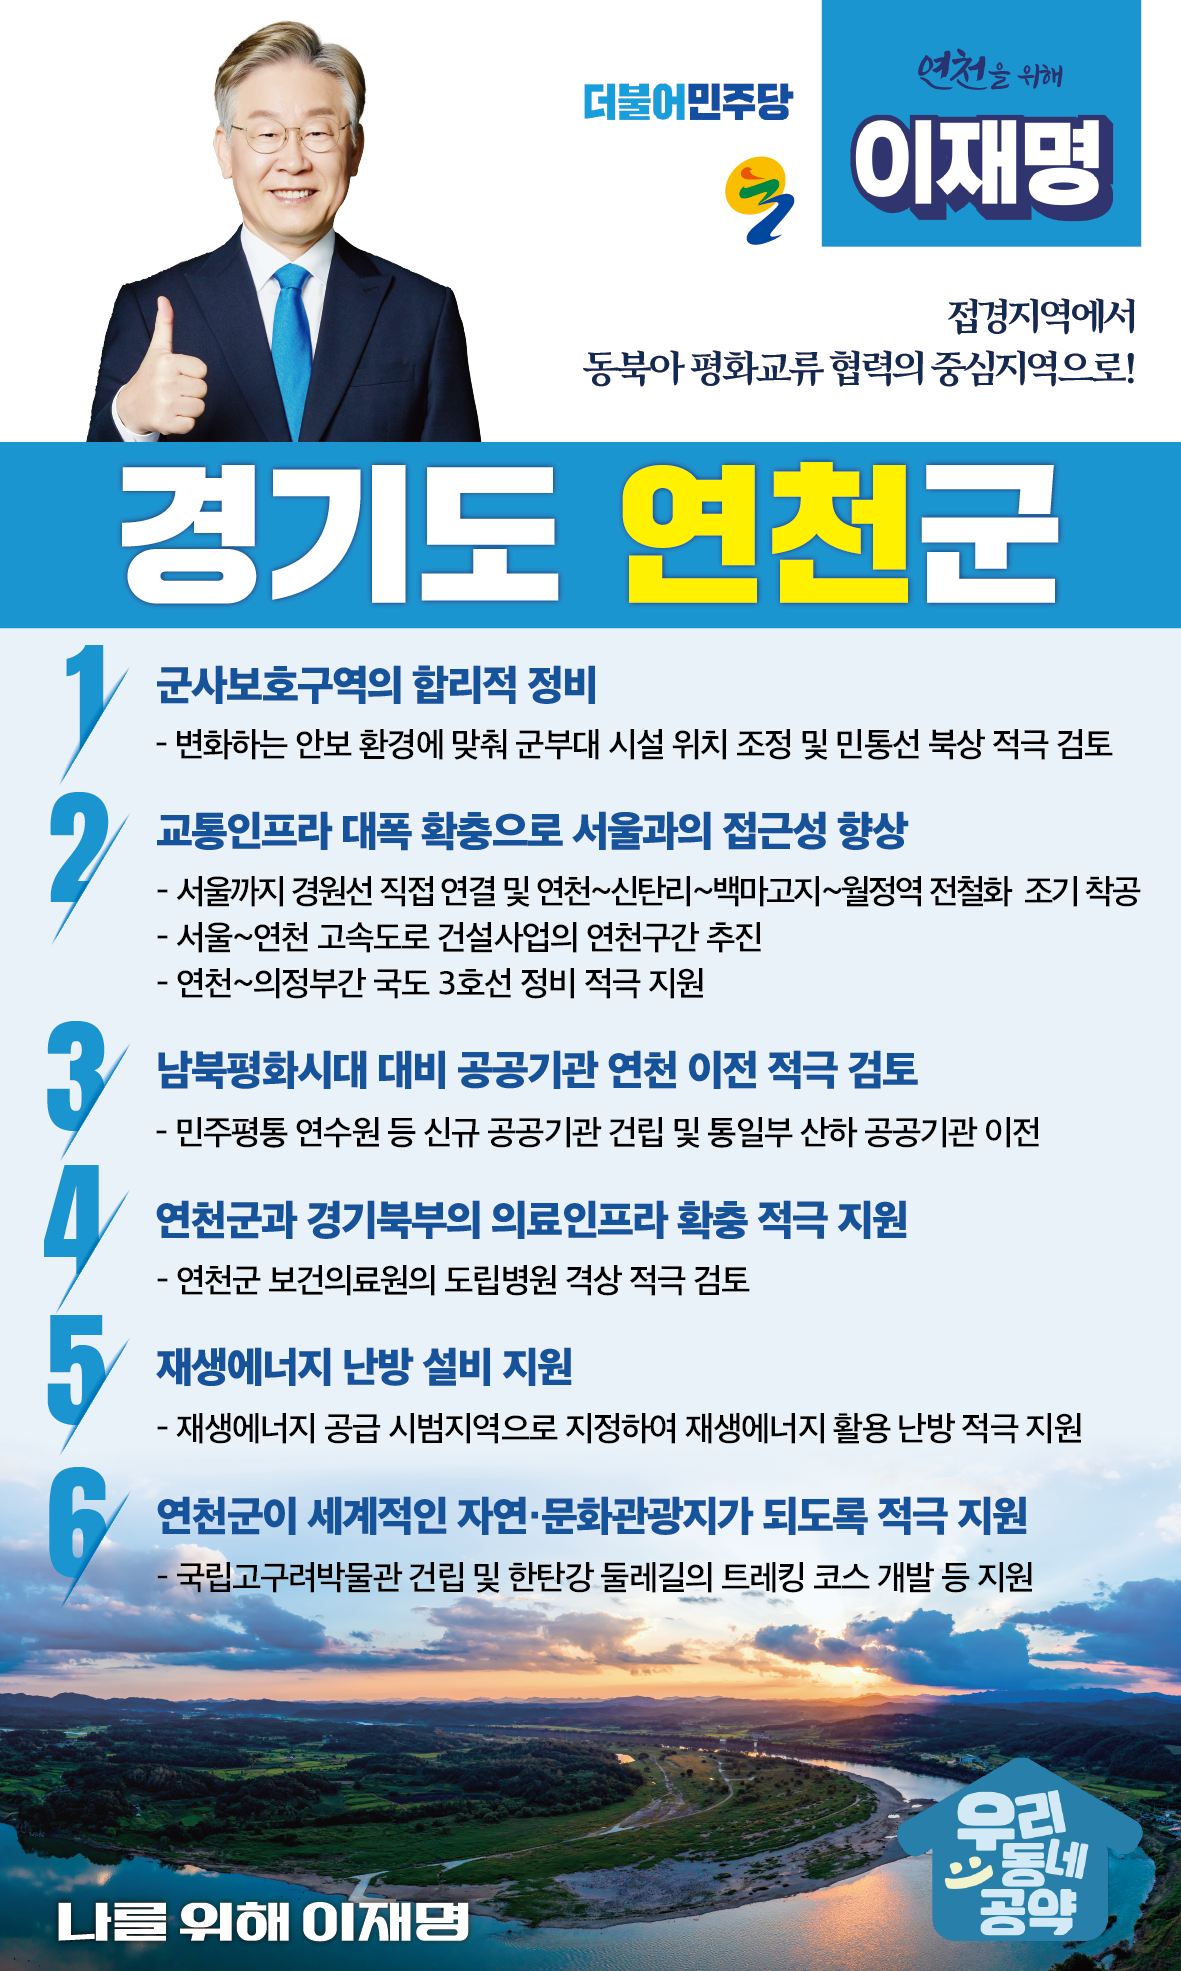 더불어민주당
연천을 위해
이재명
접경지역에서
동북아 평화교류 협력의 중심지역으로!
경기도 연천군
1 군사보호구역의 합리적 정비
- 변화하는 안보 환경에 맞춰 군부대 시설 위치 조정 및 민통선 북상 적극 검토
2 교통인프라 대폭 확충으로 서울과의 접근성 향상
- 서울까지 경원선 직접 연결 및 연천~신탄리~백마고지~월정역 전철화 조기 착공
- 서울~연천 고속도로 건설사업의 연천구간 추진
- 연천~의정부간 국도 3호선 정비 적극 지원
3 남북평화시대 대비 공공기관 연천 이전 적극 검토
- 민주평통 연수원 등 신규 공공기관 건립 및 통일부 산하 공공기관 이전
4 연천군과 경기북부의 의료인프라 확충 적극 지원
- 연천군 보건의료원의 도립병원 격상 적극 검토
5 재생에너지 난방 설비 지원
- 재생에너지 공급 시범지역으로 지정하여 재생에너지 활용 난방 적극 지원
6 연천군이 세계적인 자연·문화관광지가 되도록 적극 지원
- 국립고구려박물관 건립 및 한탄강 둘레길의 트레킹 코스 개발 등 지원
나를 위해 이재명
우리
동네
공약